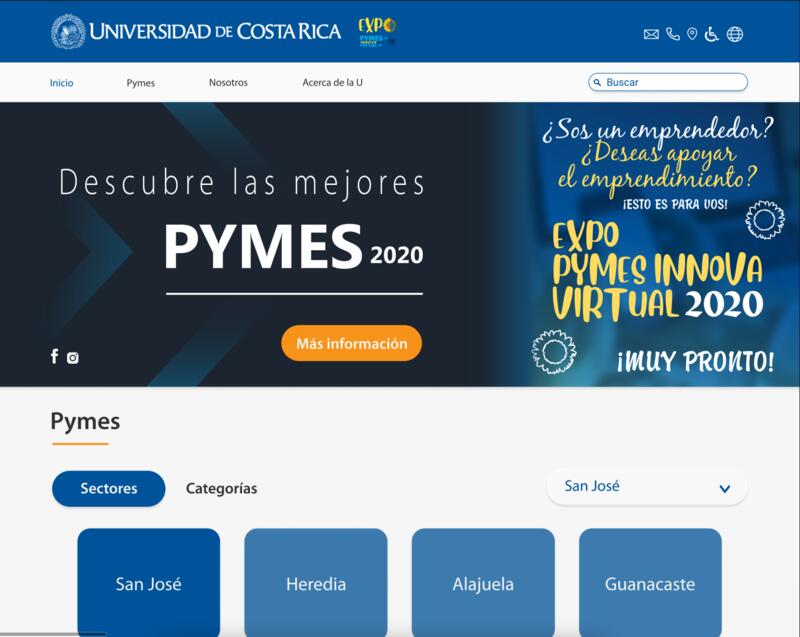 UNIVERSIDAD DE COSTA RICA
EXPO
PYMES
INNOVA
VIRTUAL
Inicio
Pymes
Nosotros
Acerca de la U
Buscar
Descubre las mejores
PYMES 2020
Más información
¿Sos un emprendedor?
¿Deseas apoyar
el emprendimiento?
¡ESTO ES PARA VOS!
EXPO
PYMES INNOVA
VIRTUAL 2020
¡MUY PRONTO!
Pymes
Sectores
Categorías
San José
San José
Heredia
Alajuela
Guanacaste